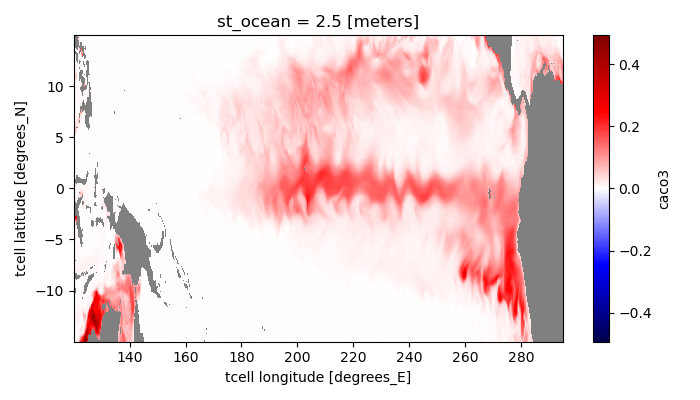 st_ocean = 2.5 [meters]
10
5
0
−5
−10
tcell latitude [degrees_N]
140 160 180 200 220 240 260 280
tcell longitude [degrees_E]
0.4
0.2
0.0
−0.2
−0.4
caco3